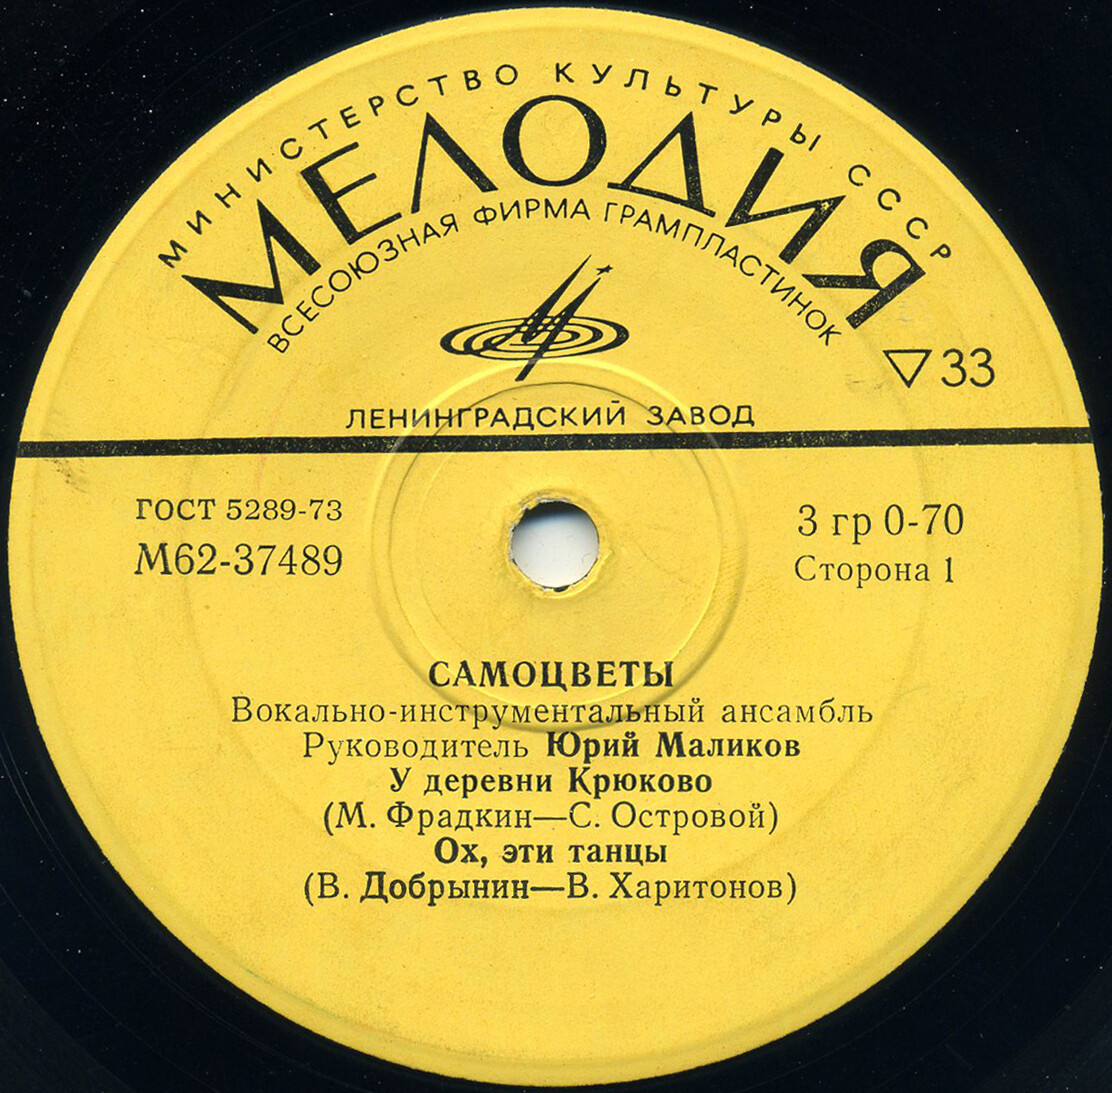 МИНИСТЕРСТВО КУЛЬТУРЫ СССР
МЕЛОДИЯ
ВСЕСОЮЗНАЯ ФИРМА ГРАМПЛАСТИНОК
33
ЛЕНИНГРАДСКИЙ ЗАВОД
ГОСТ 5289-73
М62-37489
3 гр 0-70
Сторона 1
САМОЦВЕТЫ
Вокально-инструментальный ансамбль
Руководитель Юрий Маликов
У деревни Крюково
(М. Фрадкин—С. Островой)
Ох, эти танцы
(В. Добрынин—В. Харитонов)